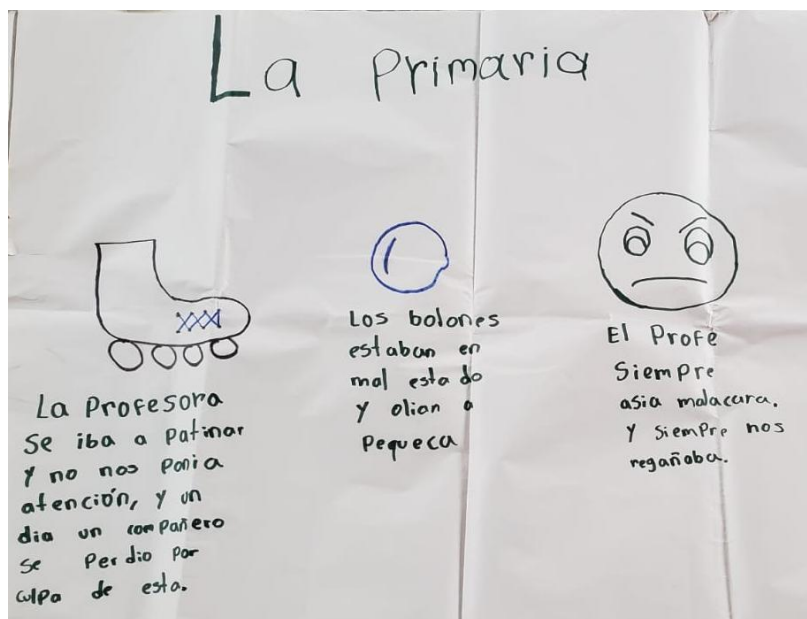 La Primaria
La Profesora
Se iba a Patinar
y no nos Ponia
atención, y un
dia un compañero
se Perdio Por
culpa de esta.
Los bolones
estaban en
mal estado
y olian a
Pequeca
El Profe
Siempre
asia malacara.
y siempre nos
regañaba.